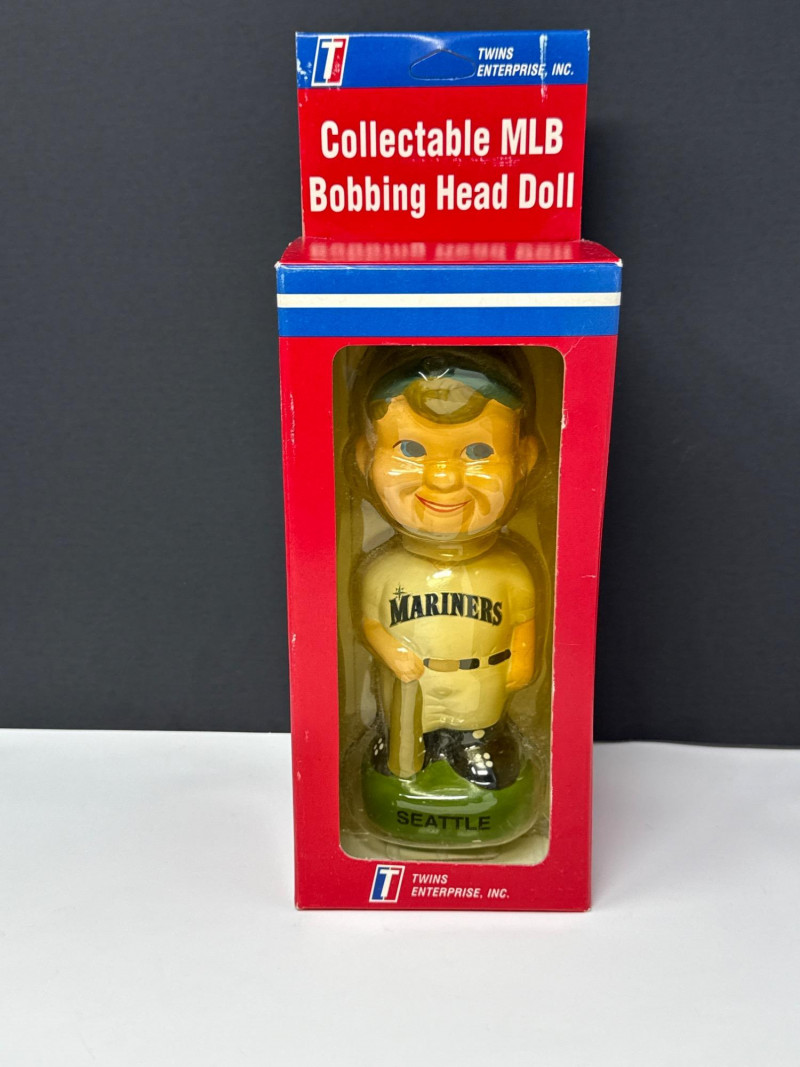 T
TWINS
ENTERPRISE, INC.
Collectable MLB
Bobbing Head Doll
MARINERS
SEATTLE
T
TWINS
ENTERPRISE, INC.